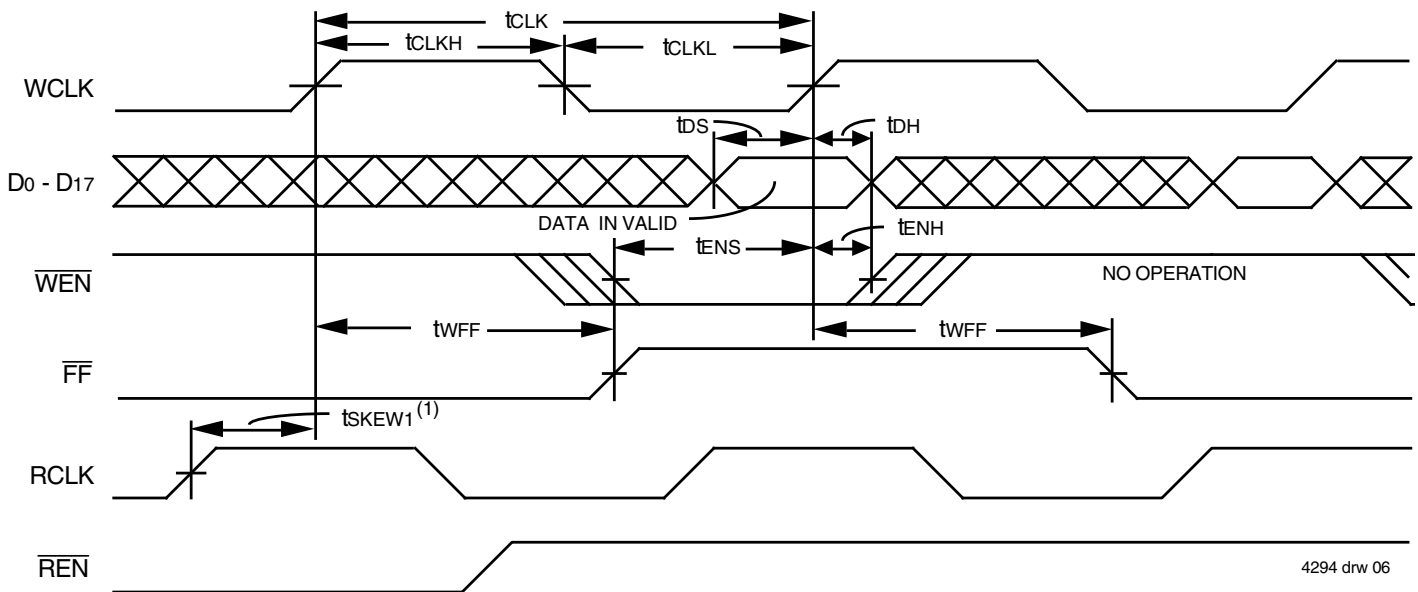 tCLK
tCLKH
tCLKL
WCLK
tDS
tDH
D0 - D17
DATA IN VALID
tENS
tENH
WEN
NO OPERATION
tWFF
tWFF
FF
tSKEW1(1)
RCLK
REN
4294 drw 06